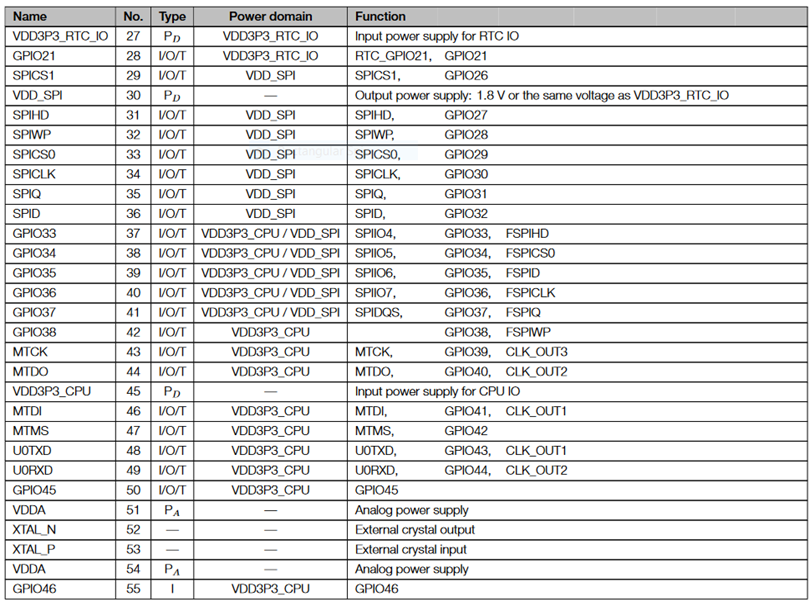 Name No. Type Power domain Function
VDD3P3_RTC_IO 27 P_D VDD3P3_RTC_IO Input power supply for RTC IO
GPIO21 28 I/O/T VDD3P3_RTC_IO RTC_GPIO21, GPIO21
SPICS1 29 I/O/T VDD_SPI SPICS1, GPIO26
VDD_SPI 30 P_D — Output power supply: 1.8 V or the same voltage as VDD3P3_RTC_IO
SPIHD 31 I/O/T VDD_SPI SPIHD, GPIO27
SPIWP 32 I/O/T VDD_SPI SPIWP, GPIO28
SPICS0 33 I/O/T VDD_SPI SPICS0, GPIO29
SPICLK 34 I/O/T VDD_SPI SPICLK, GPIO30
SPIQ 35 I/O/T VDD_SPI SPIQ, GPIO31
SPID 36 I/O/T VDD_SPI SPID, GPIO32
GPIO33 37 I/O/T VDD3P3_CPU / VDD_SPI SPIIO4, GPIO33, FSPIHD
GPIO34 38 I/O/T VDD3P3_CPU / VDD_SPI SPIIO5, GPIO34, FSPICS0
GPIO35 39 I/O/T VDD3P3_CPU / VDD_SPI SPIIO6, GPIO35, FSPID
GPIO36 40 I/O/T VDD3P3_CPU / VDD_SPI SPIIO7, GPIO36, FSPICLK
GPIO37 41 I/O/T VDD3P3_CPU / VDD_SPI SPIDQS, GPIO37, FSPIQ
GPIO38 42 I/O/T VDD3P3_CPU GPIO38, FSPIWP
MTCK 43 I/O/T VDD3P3_CPU MTCK, GPIO39, CLK_OUT3
MTDO 44 I/O/T VDD3P3_CPU MTDO, GPIO40, CLK_OUT2
VDD3P3_CPU 45 P_D — Input power supply for CPU IO
MTDI 46 I/O/T VDD3P3_CPU MTDI, GPIO41, CLK_OUT1
MTMS 47 I/O/T VDD3P3_CPU MTMS, GPIO42
U0TXD 48 I/O/T VDD3P3_CPU U0TXD, GPIO43, CLK_OUT1
U0RXD 49 I/O/T VDD3P3_CPU U0RXD, GPIO44, CLK_OUT2
GPIO45 50 I/O/T VDD3P3_CPU GPIO45
VDDA 51 P_A — Analog power supply
XTAL_N 52 — — External crystal output
XTAL_P 53 — — External crystal input
VDDA 54 P_A — Analog power supply
GPIO46 55 I VDD3P3_CPU GPIO46